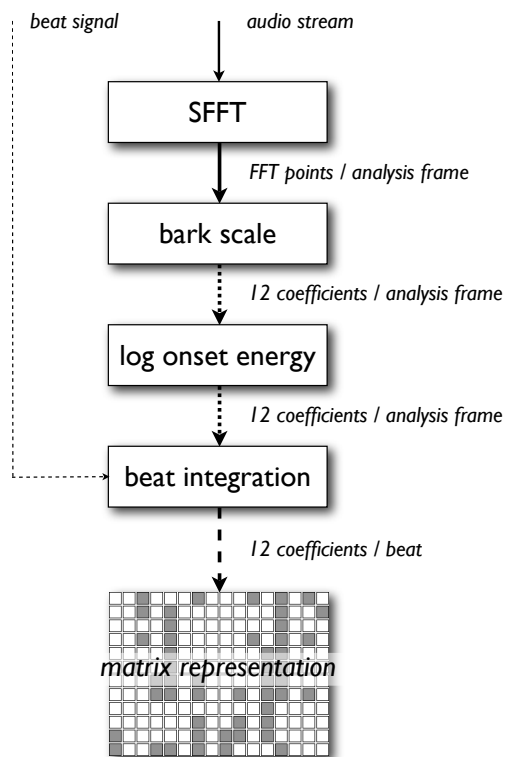 beat signal
audio stream
SFFT
FFT points / analysis frame
bark scale
12 coefficients / analysis frame
log onset energy
12 coefficients / analysis frame
beat integration
12 coefficients / beat
matrix representation